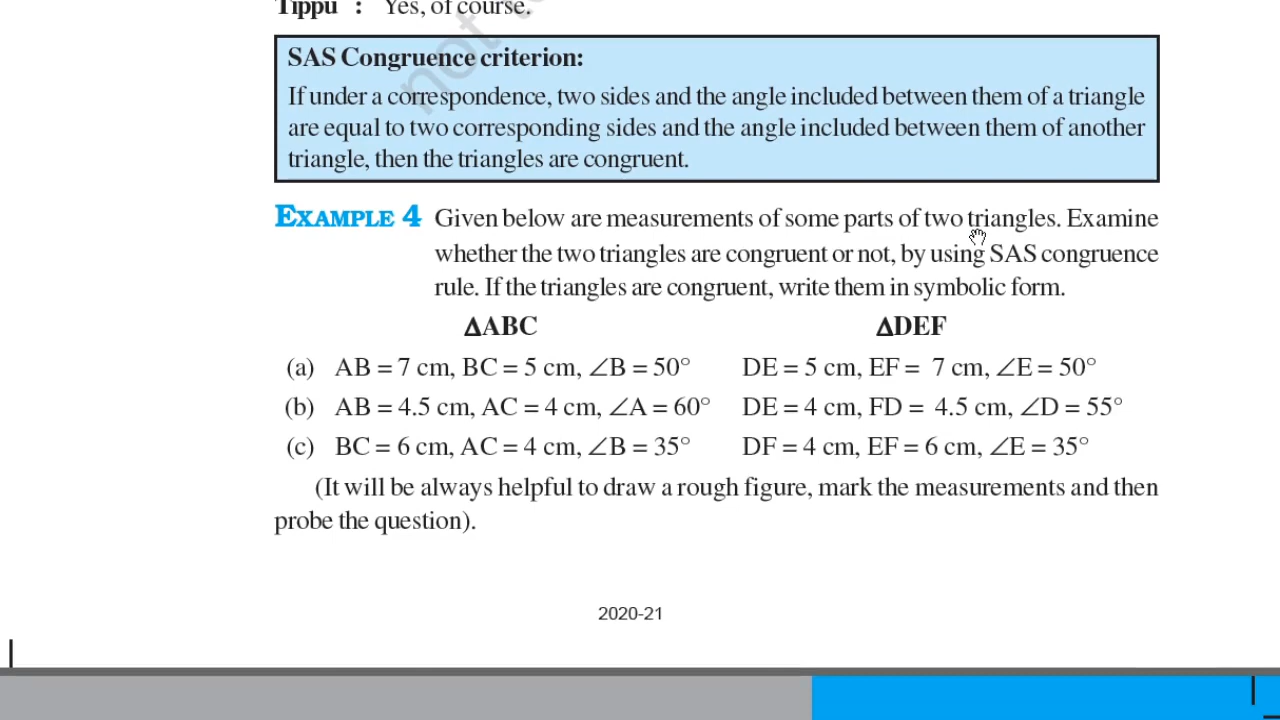 Tippu : Yes, of course.
not t
SAS Congruence criterion:
If under a correspondence, two sides and the angle included between them of a triangle
are equal to two corresponding sides and the angle included between them of another
triangle, then the triangles are congruent.
EXAMPLE 4 Given below are measurements of some parts of two triangles. Examine
whether the two triangles are congruent or not, by using SAS congruence
rule. If the triangles are congruent, write them in symbolic form.
ΔABC ΔDEF
(a) AB = 7 cm, BC = 5 cm, ∠B = 50° DE = 5 cm, EF = 7 cm, ∠E = 50°
(b) AB = 4.5 cm, AC = 4 cm, ∠A = 60° DE = 4 cm, FD = 4.5 cm, ∠D = 55°
(c) BC = 6 cm, AC = 4 cm, ∠B = 35° DF = 4 cm, EF = 6 cm, ∠E = 35°
(It will be always helpful to draw a rough figure, mark the measurements and then
probe the question).
2020-21